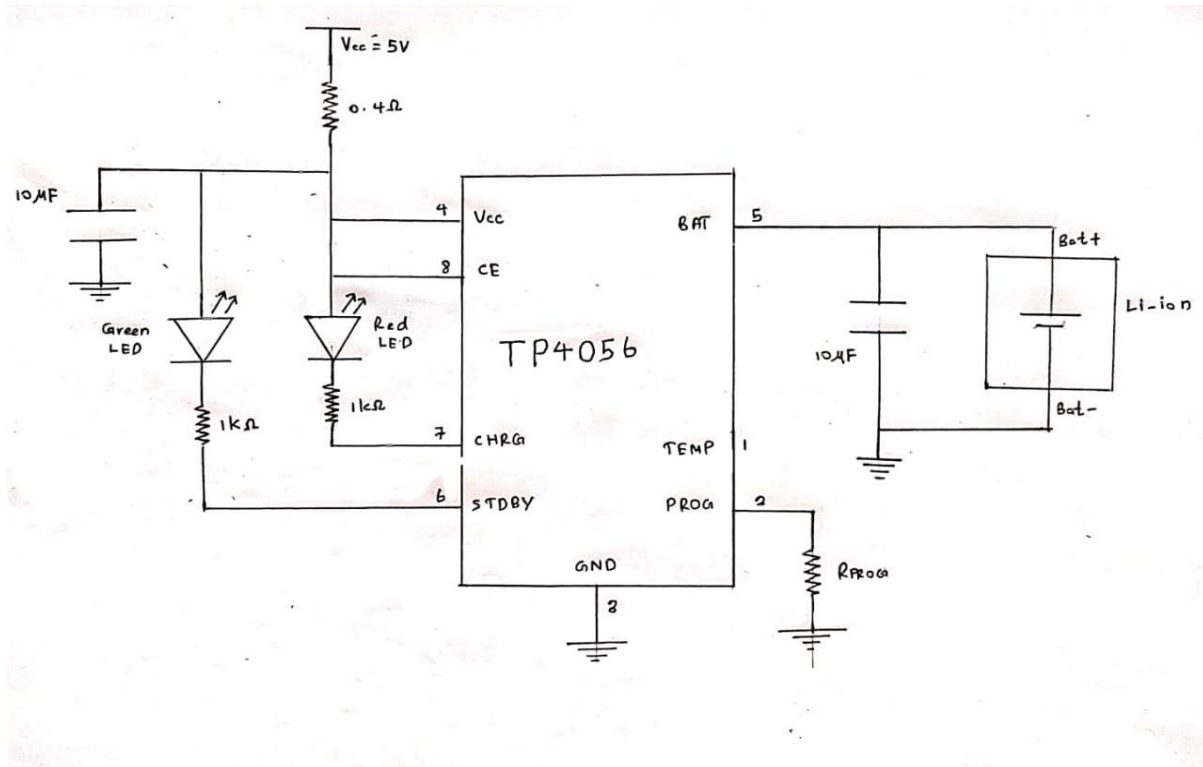 Vcc = 5V
0.4Ω
10μF
4
Vcc
BAT
5
Bat+
8
CE
Li-ion
Green
LED
Red
LED
TP4056
10μF
1kΩ
1kΩ
Bat-
7
CHRG
TEMP
1
6
STDBY
PROG
2
GND
RPROG
3